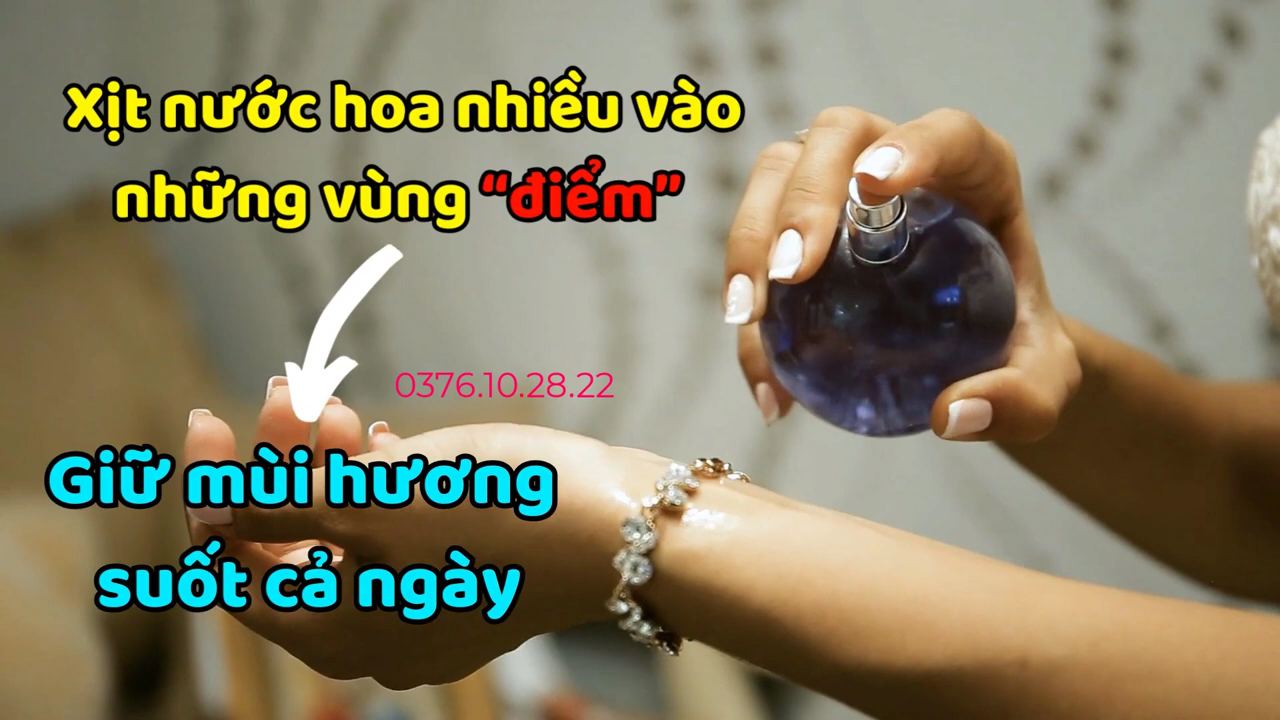 Xịt nước hoa nhiều vào
những vùng “điểm”
0376.10.28.22
Giữ mùi hương
suốt cả ngày